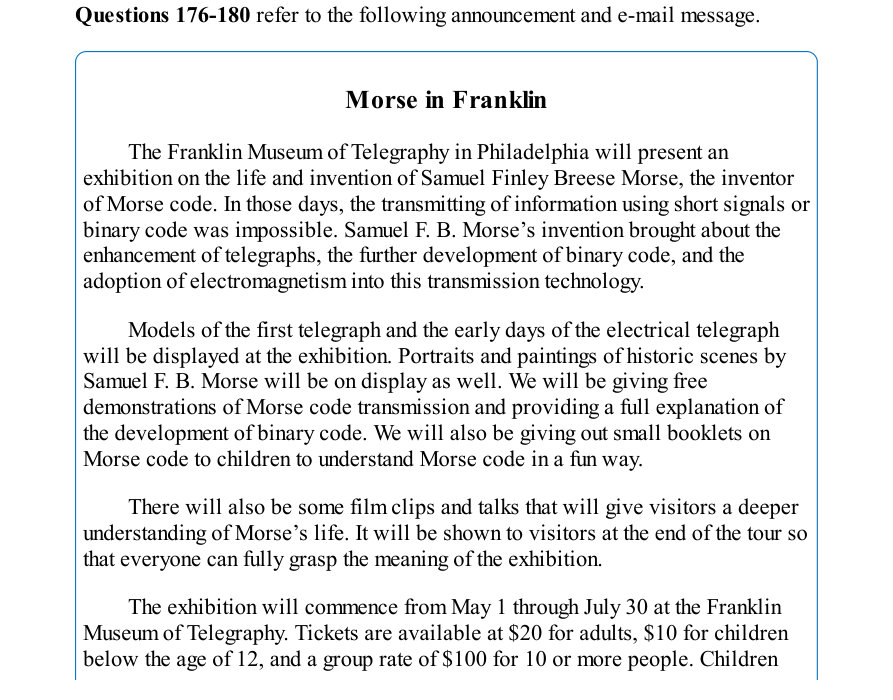 Questions 176-180 refer to the following announcement and e-mail message.
Morse in Franklin
The Franklin Museum of Telegraphy in Philadelphia will present an
exhibition on the life and invention of Samuel Finley Breese Morse, the inventor
of Morse code. In those days, the transmitting of information using short signals or
binary code was impossible. Samuel F. B. Morse’s invention brought about the
enhancement of telegraphs, the further development of binary code, and the
adoption of electromagnetism into this transmission technology.
Models of the first telegraph and the early days of the electrical telegraph
will be displayed at the exhibition. Portraits and paintings of historic scenes by
Samuel F. B. Morse will be on display as well. We will be giving free
demonstrations of Morse code transmission and providing a full explanation of
the development of binary code. We will also be giving out small booklets on
Morse code to children to understand Morse code in a fun way.
There will also be some film clips and talks that will give visitors a deeper
understanding of Morse’s life. It will be shown to visitors at the end of the tour so
that everyone can fully grasp the meaning of the exhibition.
The exhibition will commence from May 1 through July 30 at the Franklin
Museum of Telegraphy. Tickets are available at $20 for adults, $10 for children
below the age of 12, and a group rate of $100 for 10 or more people. Children